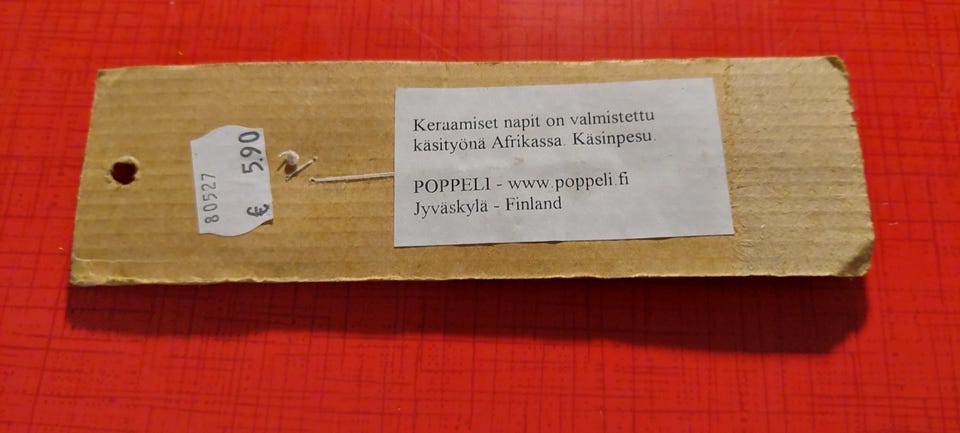 80527
€ 5.90
Keraamiset napit on valmistettu
käsityönä Afrikassa. Käsinpesu.
POPPELI - www.poppeli.fi
Jyväskylä - Finland